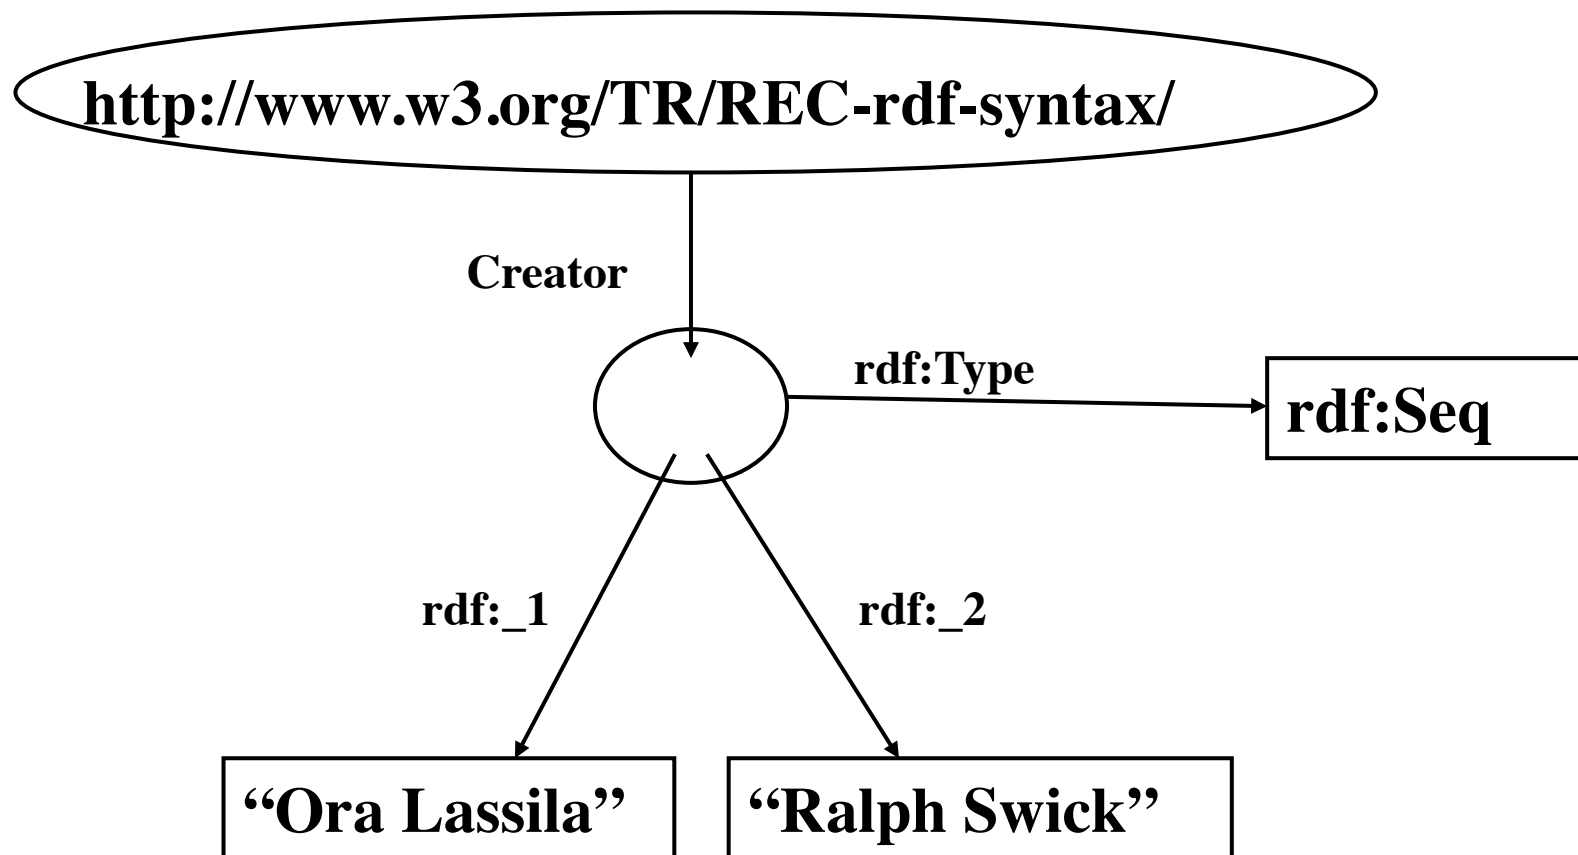 http://www.w3.org/TR/REC-rdf-syntax/
Creator
rdf:Type
rdf:Seq
rdf:_1
rdf:_2
“Ora Lassila”
“Ralph Swick”